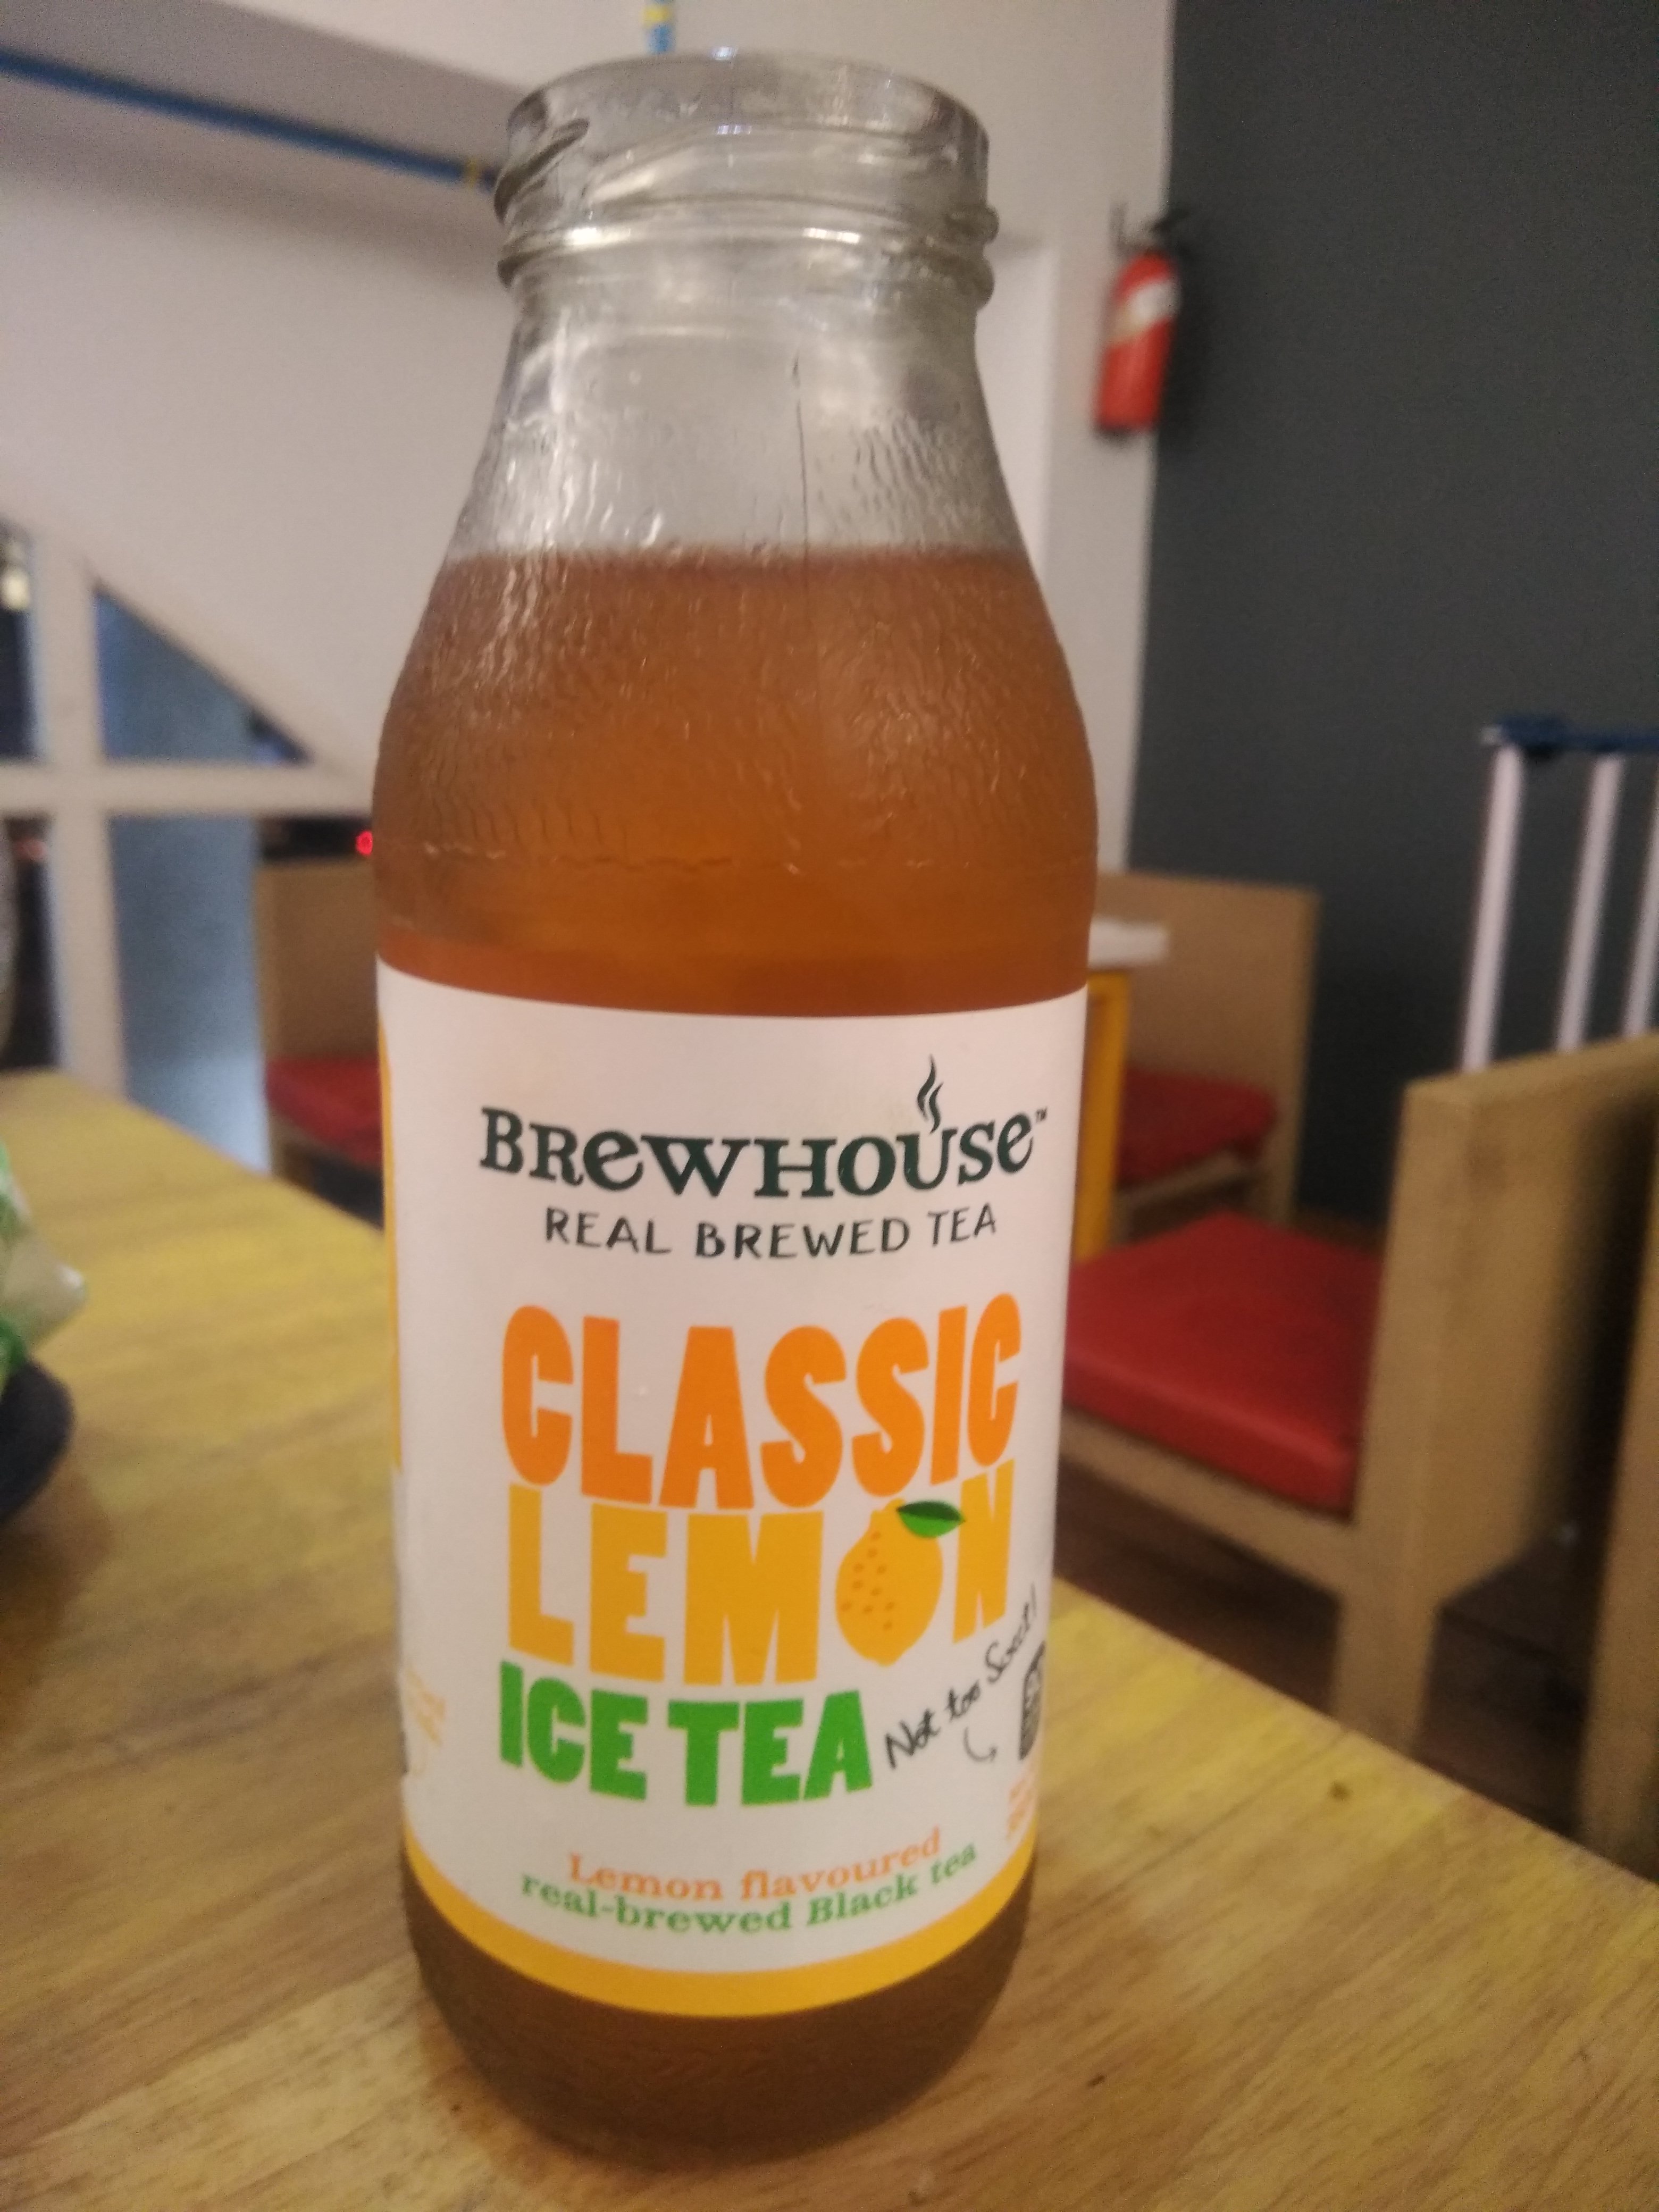 BREWHOUSE™
REAL BREWED TEA
CLASSIC
LEMON
ICE TEA
Not too Sweet!
Lemon flavoured
real-brewed Black tea